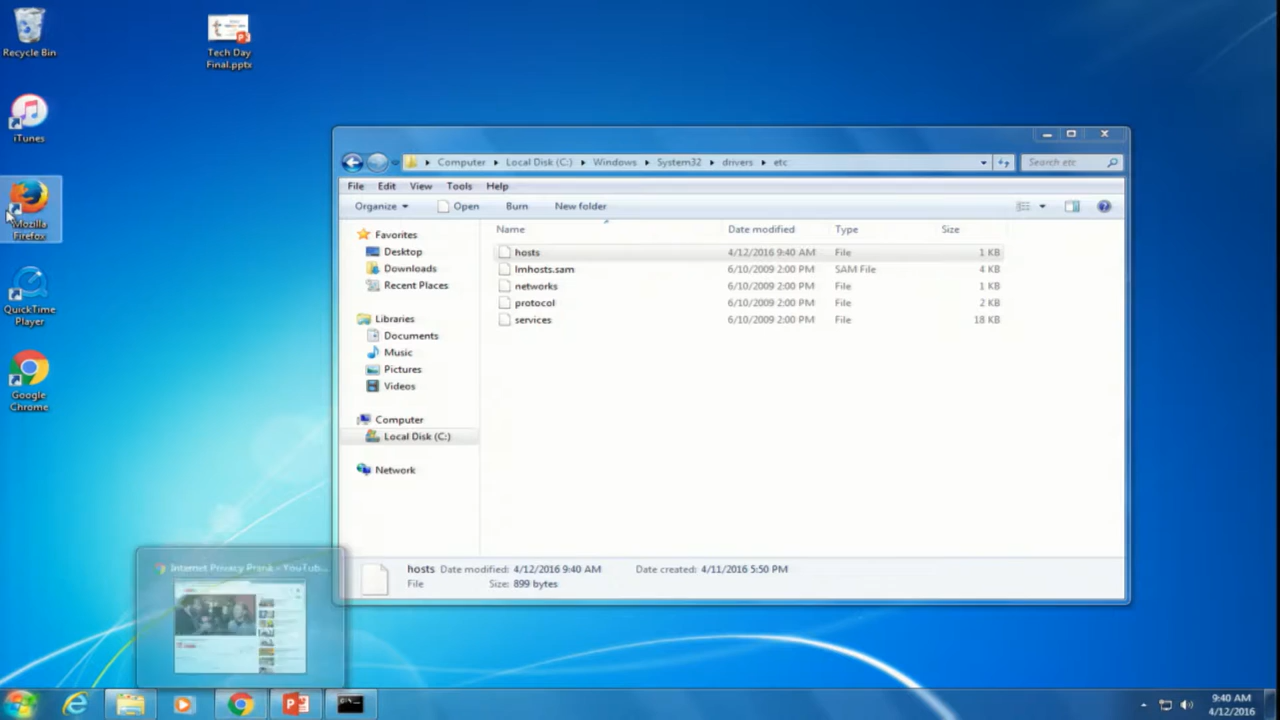 Recycle Bin
Tech Day
Final.pptx
iTunes
Mozilla
Firefox
QuickTime
Player
Google
Chrome
Computer Local Disk (C:) Windows System32 drivers etc
Search etc
File Edit View Tools Help
Organize Open Burn New folder
Name Date modified Type Size
hosts 4/12/2016 9:40 AM File 1 KB
lmhosts.sam 6/10/2009 2:00 PM SAM File 4 KB
networks 6/10/2009 2:00 PM File 1 KB
protocol 6/10/2009 2:00 PM File 2 KB
services 6/10/2009 2:00 PM File 18 KB
Favorites
Desktop
Downloads
Recent Places
Libraries
Documents
Music
Pictures
Videos
Computer
Local Disk (C:)
Network
hosts Date modified: 4/12/2016 9:40 AM Date created: 4/11/2016 5:50 PM
File Size: 899 bytes
Internet Privacy Prank - YouTub...
9:40 AM
4/12/2016